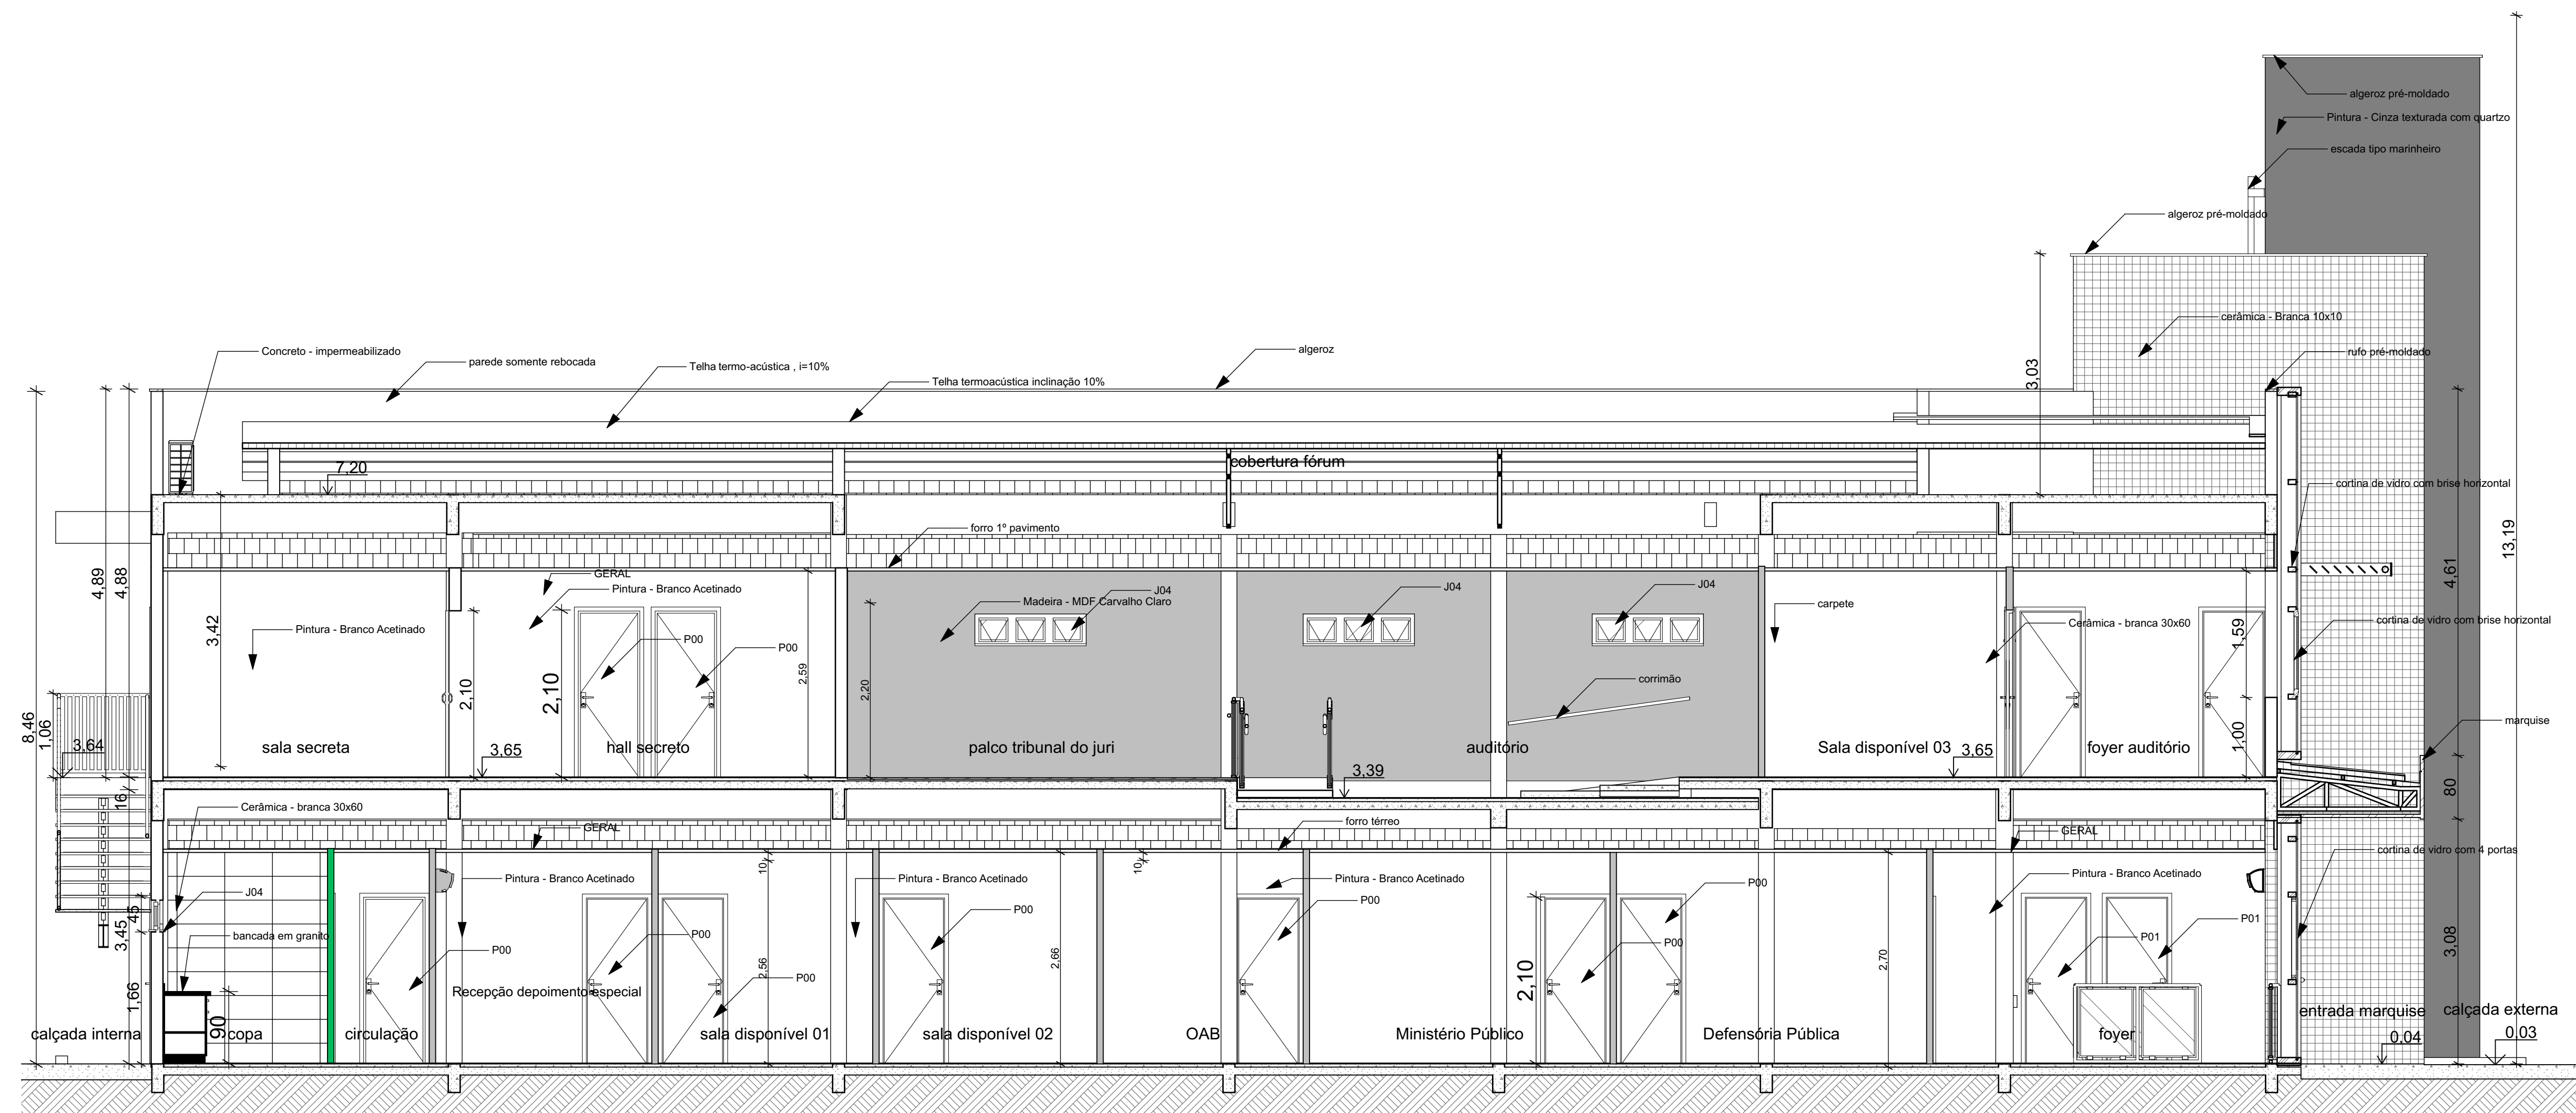 algeroz pré-moldado
Pintura - Cinza texturada com quartzo
escada tipo marinheiro
algeroz pré-moldado
cerâmica - Branca 10x10
rufo pré-moldado
3,03
13,19
Concreto - impermeabilizado
parede somente rebocada
Telha termo-acústica , i=10%
Telha termoacústica inclinação 10%
algeroz
7,20
cobertura fórum
cortina de vidro com brise horizontal
forro 1º pavimento
8,46
4,89
4,88
3,42
4,61
GERAL
Pintura - Branco Acetinado
Pintura - Branco Acetinado
Madeira - MDF Carvalho Claro
J04
J04
J04
carpete
Cerâmica - branca 30x60
cortina de vidro com brise horizontal
P00
P00
2,10
2,10
2,59
2,20
corrimão
1,59
1,00
marquise
1,06
3,64
sala secreta
3,65
hall secreto
palco tribunal do juri
auditório
Sala disponível 03
3,65
foyer auditório
3,39
16
80
Cerâmica - branca 30x60
GERAL
forro térreo
GERAL
cortina de vidro com 4 portas
J04
bancada em granito
Pintura - Branco Acetinado
Pintura - Branco Acetinado
Pintura - Branco Acetinado
Pintura - Branco Acetinado
10
10
45
3,45
1,66
90
P00
P00
P00
P00
P00
P00
P00
P01
P01
2,56
2,66
2,10
2,70
3,08
Recepção depoimento especial
calçada interna
copa
circulação
sala disponível 01
sala disponível 02
OAB
Ministério Público
Defensória Pública
foyer
entrada marquise
calçada externa
0,04
0,03